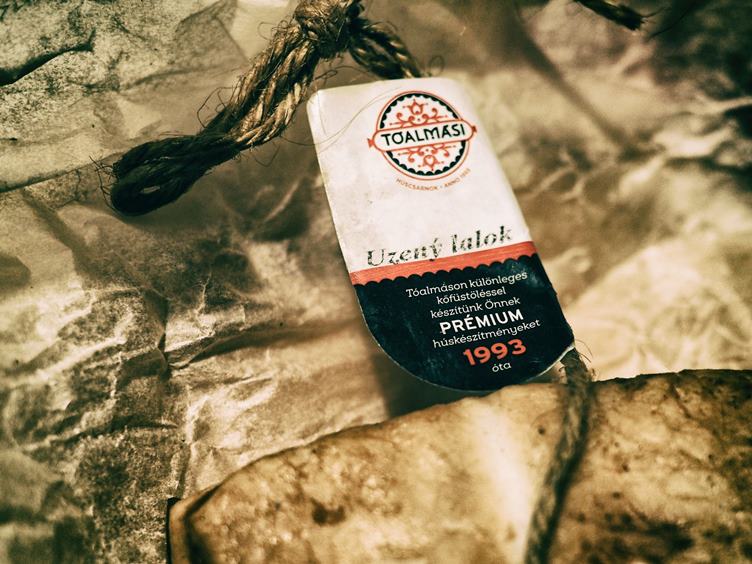 TÓALMÁSI
HÚSCSARNOK • ANNO 1993
Uzený lalok
Tóalmáson különleges
kőfüstöléssel
készítünk Önnek
PRÉMIUM
húskészítményeket
1993
óta